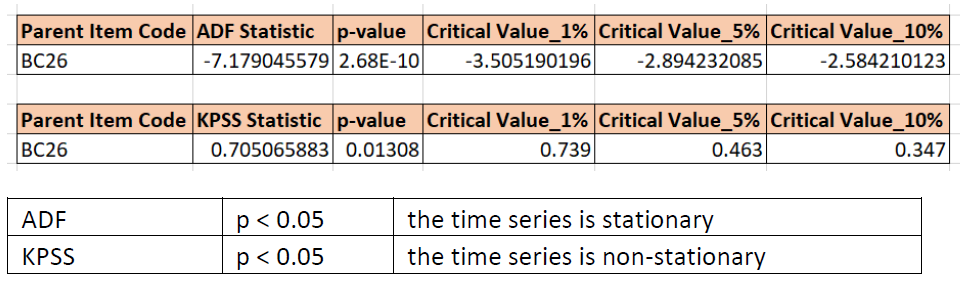 Parent Item Code ADF Statistic p-value Critical Value_1% Critical Value_5% Critical Value_10%
BC26 -7.179045579 2.68E-10 -3.505190196 -2.894232085 -2.584210123
Parent Item Code KPSS Statistic p-value Critical Value_1% Critical Value_5% Critical Value_10%
BC26 0.705065883 0.01308 0.739 0.463 0.347
ADF p < 0.05 the time series is stationary
KPSS p < 0.05 the time series is non-stationary